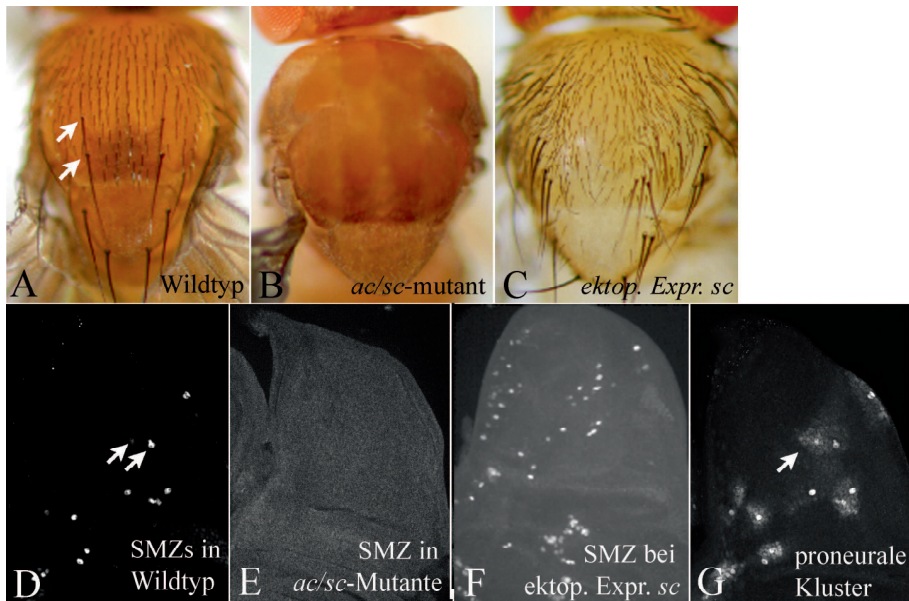 A Wildtyp
B ac/sc-mutant
C ektop. Expr. sc
D SMZs in
Wildtyp
E SMZ in
ac/sc-Mutante
F SMZ bei
ektop. Expr. sc
G proneurale
Kluster